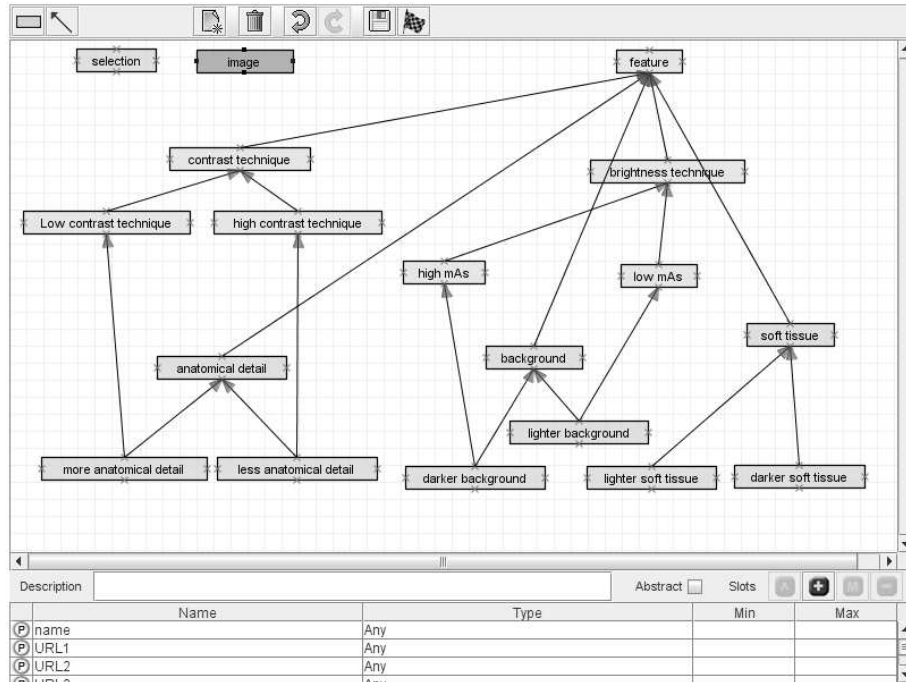 selection
image
feature
contrast technique
brightness technique
Low contrast technique
high contrast technique
high mAs
low mAs
soft tissue
anatomical detail
background
lighter background
more anatomical detail
less anatomical detail
darker background
lighter soft tissue
darker soft tissue
Description
Abstract
Slots
A
M
Name Type Min Max
P name Any
P URL1 Any
P URL2 Any